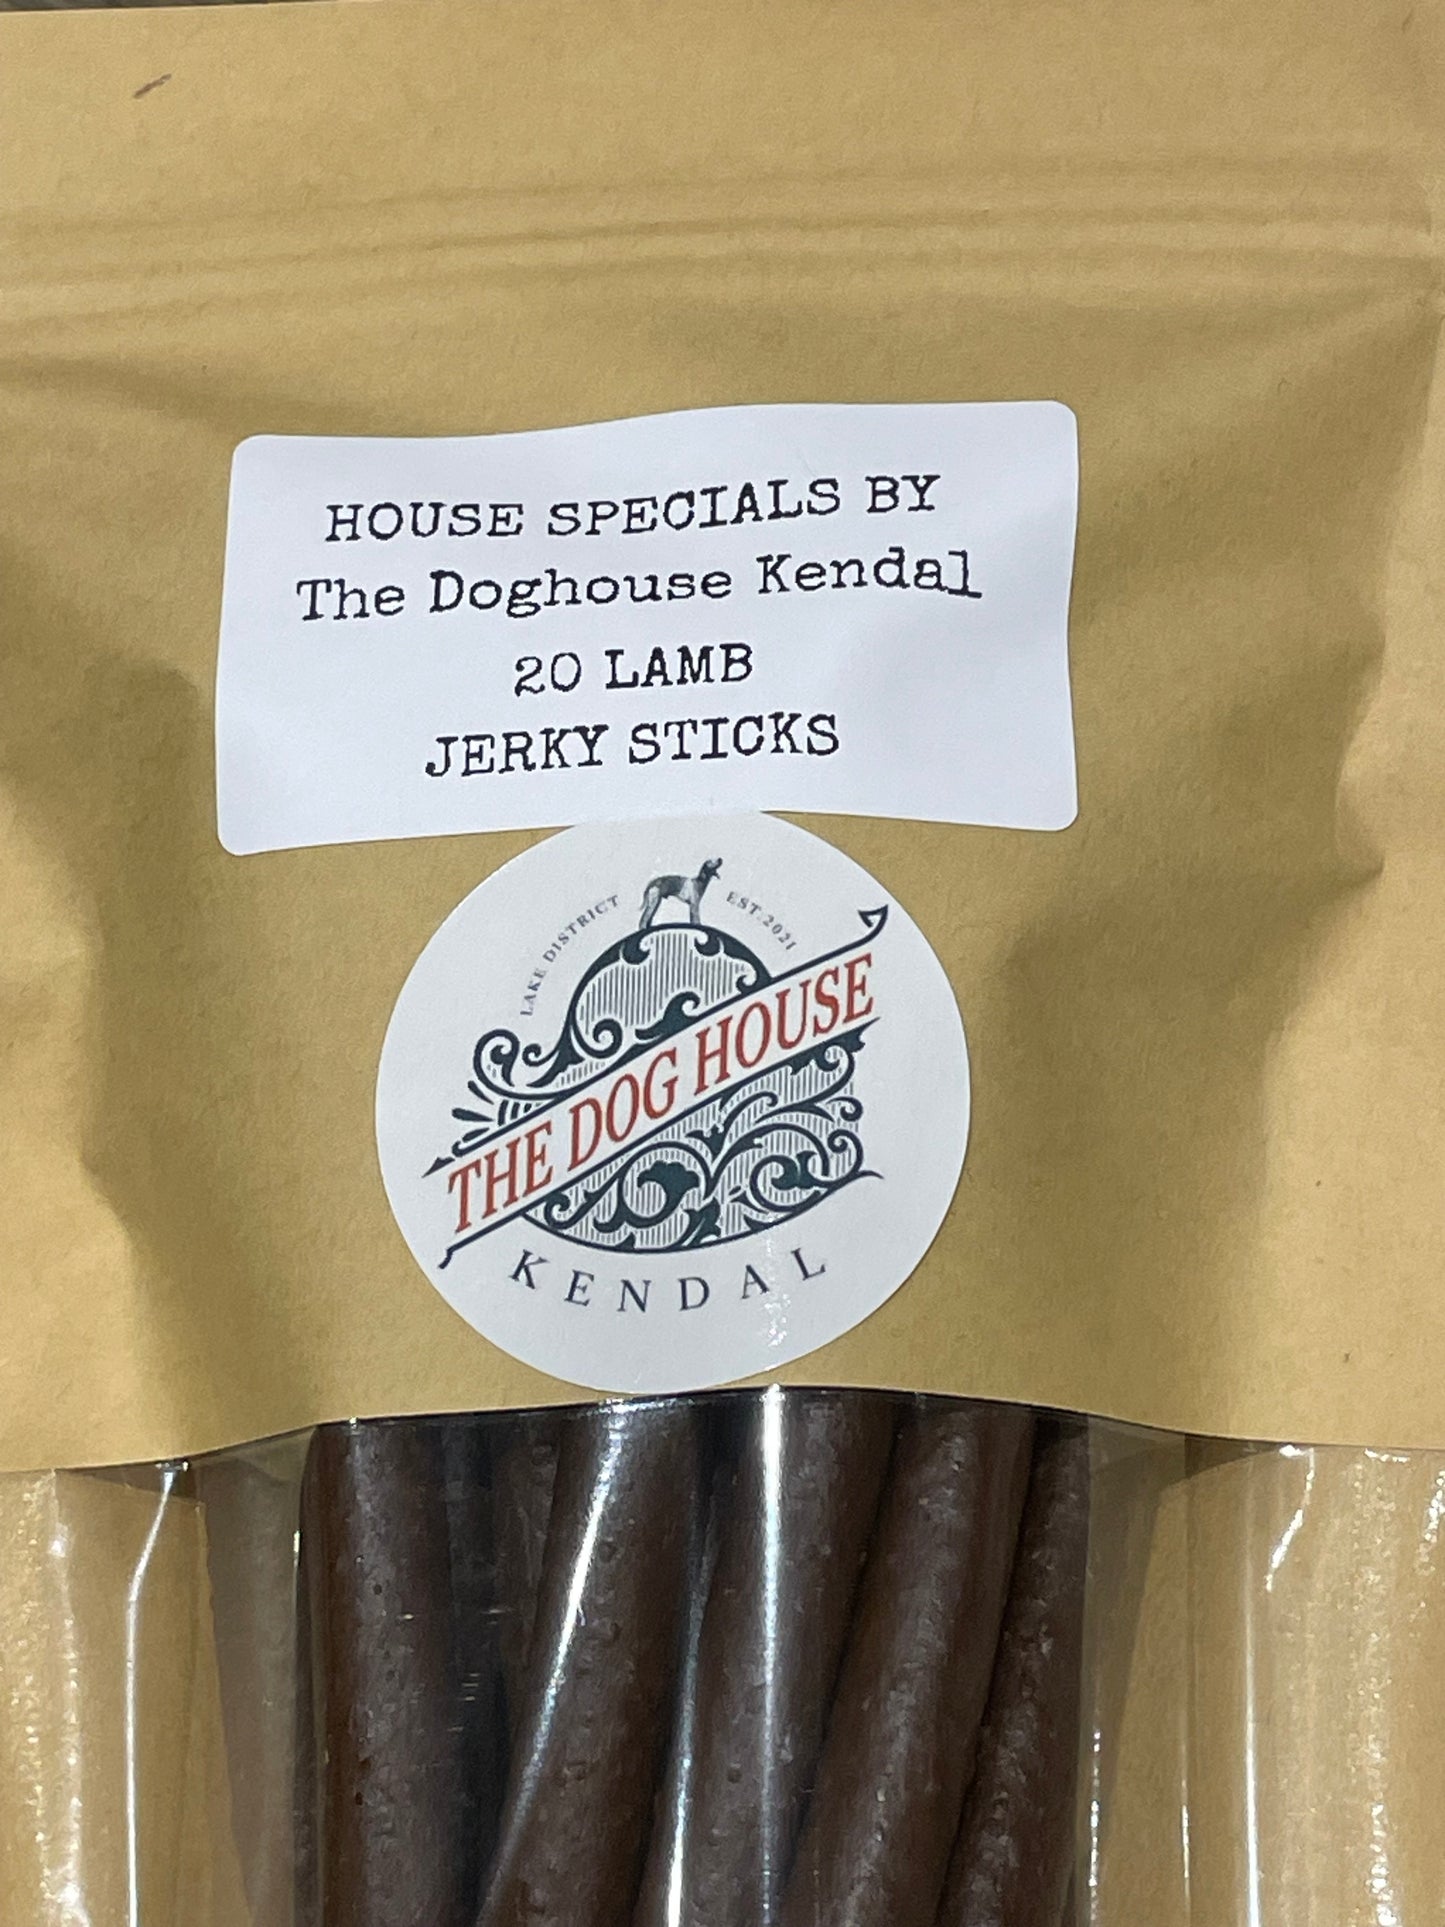 HOUSE SPECIALS BY
The Doghouse Kendal
20 LAMB
JERKY STICKS
LAKE DISTRICT
EST. 2021
THE DOG HOUSE
KENDAL